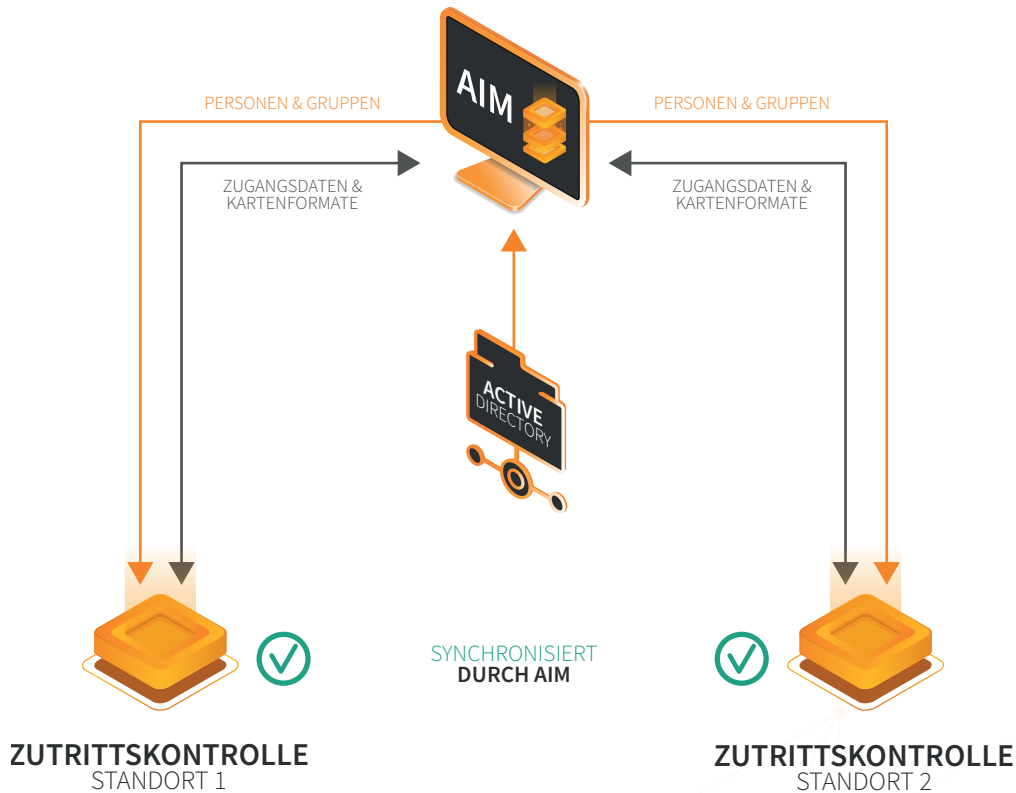 AIM
PERSONEN & GRUPPEN
PERSONEN & GRUPPEN
ZUGANGSDATEN &
KARTENFORMATE
ZUGANGSDATEN &
KARTENFORMATE
ACTIVE
DIRECTORY
SYNCHRONISIERT
DURCH AIM
ZUTRITTSKONTROLLE
STANDORT 1
ZUTRITTSKONTROLLE
STANDORT 2